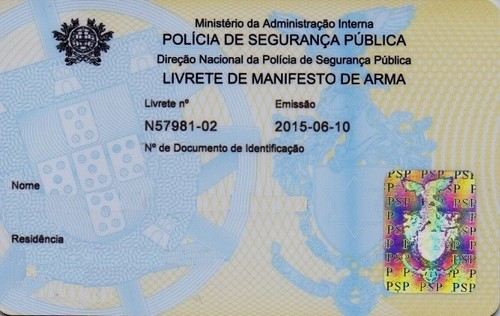 Ministério da Administração Interna
POLÍCIA DE SEGURANÇA PÚBLICA
Direção Nacional da Polícia de Segurança Pública
LIVRETE DE MANIFESTO DE ARMA
Livrete nº Emissão
N57981-02 2015-06-10
Nº de Documento de Identificação
Nome
Residência
PSP PSP PSP
PSP